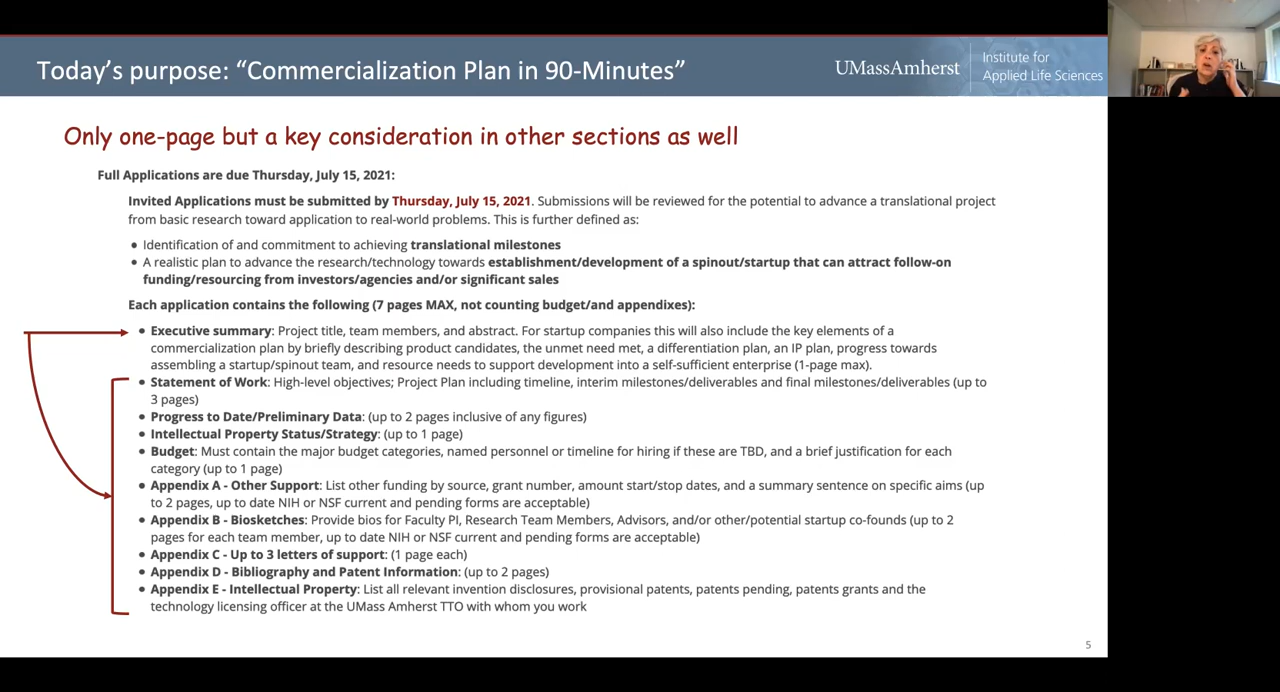 Today's purpose: “Commercialization Plan in 90-Minutes”
UMassAmherst
Institute for
Applied Life Sciences
Only one-page but a key consideration in other sections as well
Full Applications are due Thursday, July 15, 2021:
Invited Applications must be submitted by Thursday, July 15, 2021. Submissions will be reviewed for the potential to advance a translational project
from basic research toward application to real-world problems. This is further defined as:
• Identification of and commitment to achieving translational milestones
• A realistic plan to advance the research/technology towards establishment/development of a spinout/startup that can attract follow-on
funding/resourcing from investors/agencies and/or significant sales
Each application contains the following (7 pages MAX, not counting budget/and appendixes):
• Executive summary: Project title, team members, and abstract. For startup companies this will also include the key elements of a
commercialization plan by briefly describing product candidates, the unmet need met, a differentiation plan, an IP plan, progress towards
assembling a startup/spinout team, and resource needs to support development into a self-sufficient enterprise (1-page max).
• Statement of Work: High-level objectives; Project Plan including timeline, interim milestones/deliverables and final milestones/deliverables (up to
3 pages)
• Progress to Date/Preliminary Data: (up to 2 pages inclusive of any figures)
• Intellectual Property Status/Strategy: (up to 1 page)
• Budget: Must contain the major budget categories, named personnel or timeline for hiring if these are TBD, and a brief justification for each
category (up to 1 page)
• Appendix A - Other Support: List other funding by source, grant number, amount start/stop dates, and a summary sentence on specific aims (up
to 2 pages, up to date NIH or NSF current and pending forms are acceptable)
• Appendix B - Biosketches: Provide bios for Faculty PI, Research Team Members, Advisors, and/or other/potential startup co-founds (up to 2
pages for each team member, up to date NIH or NSF current and pending forms are acceptable)
• Appendix C - Up to 3 letters of support: (1 page each)
• Appendix D - Bibliography and Patent Information: (up to 2 pages)
• Appendix E - Intellectual Property: List all relevant invention disclosures, provisional patents, patents pending, patents grants and the
technology licensing officer at the UMass Amherst TTO with whom you work
5